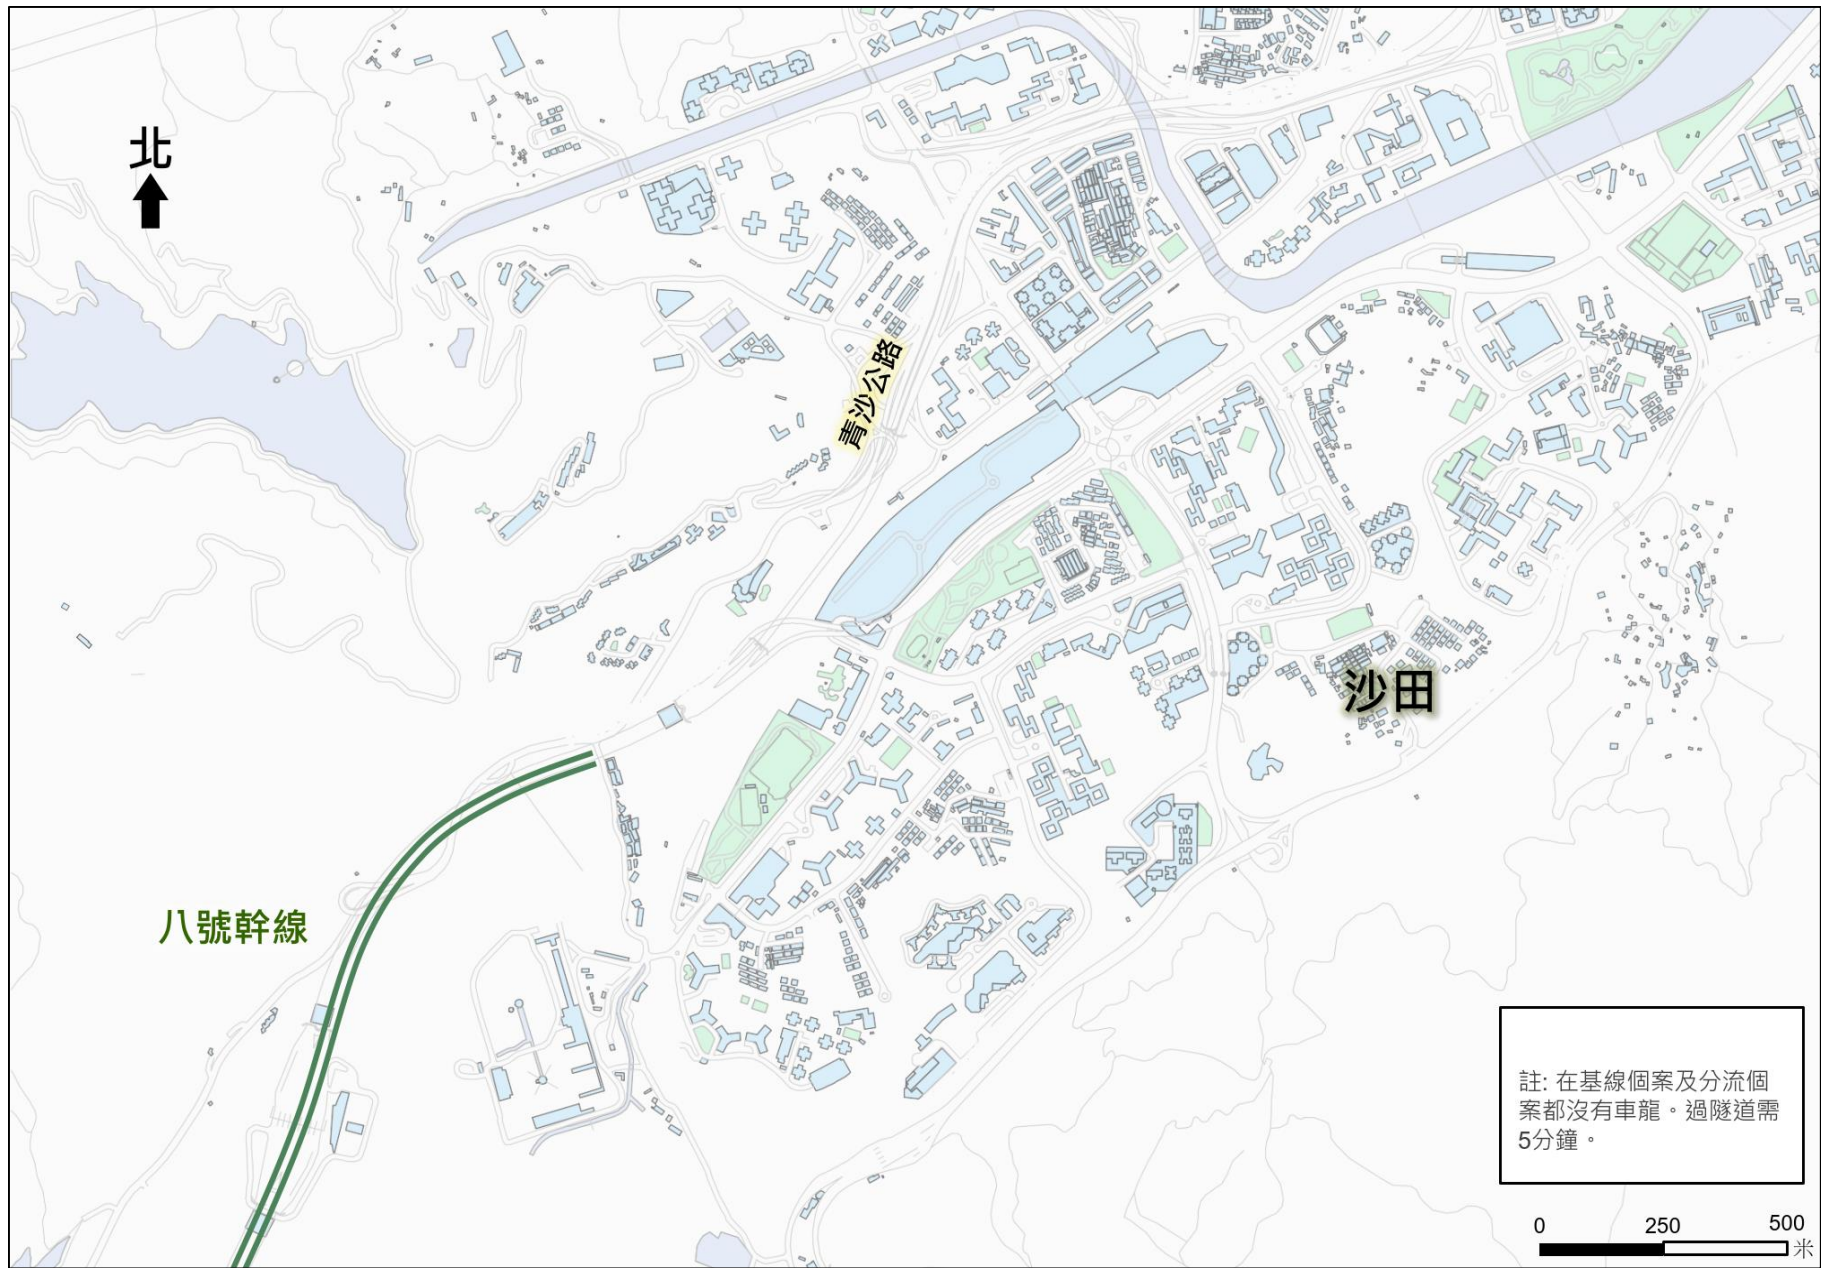 北
青沙公路
沙田
八號幹線
註: 在基線個案及分流個
案都沒有車龍。過隧道需
5分鐘。
0 250 500
米